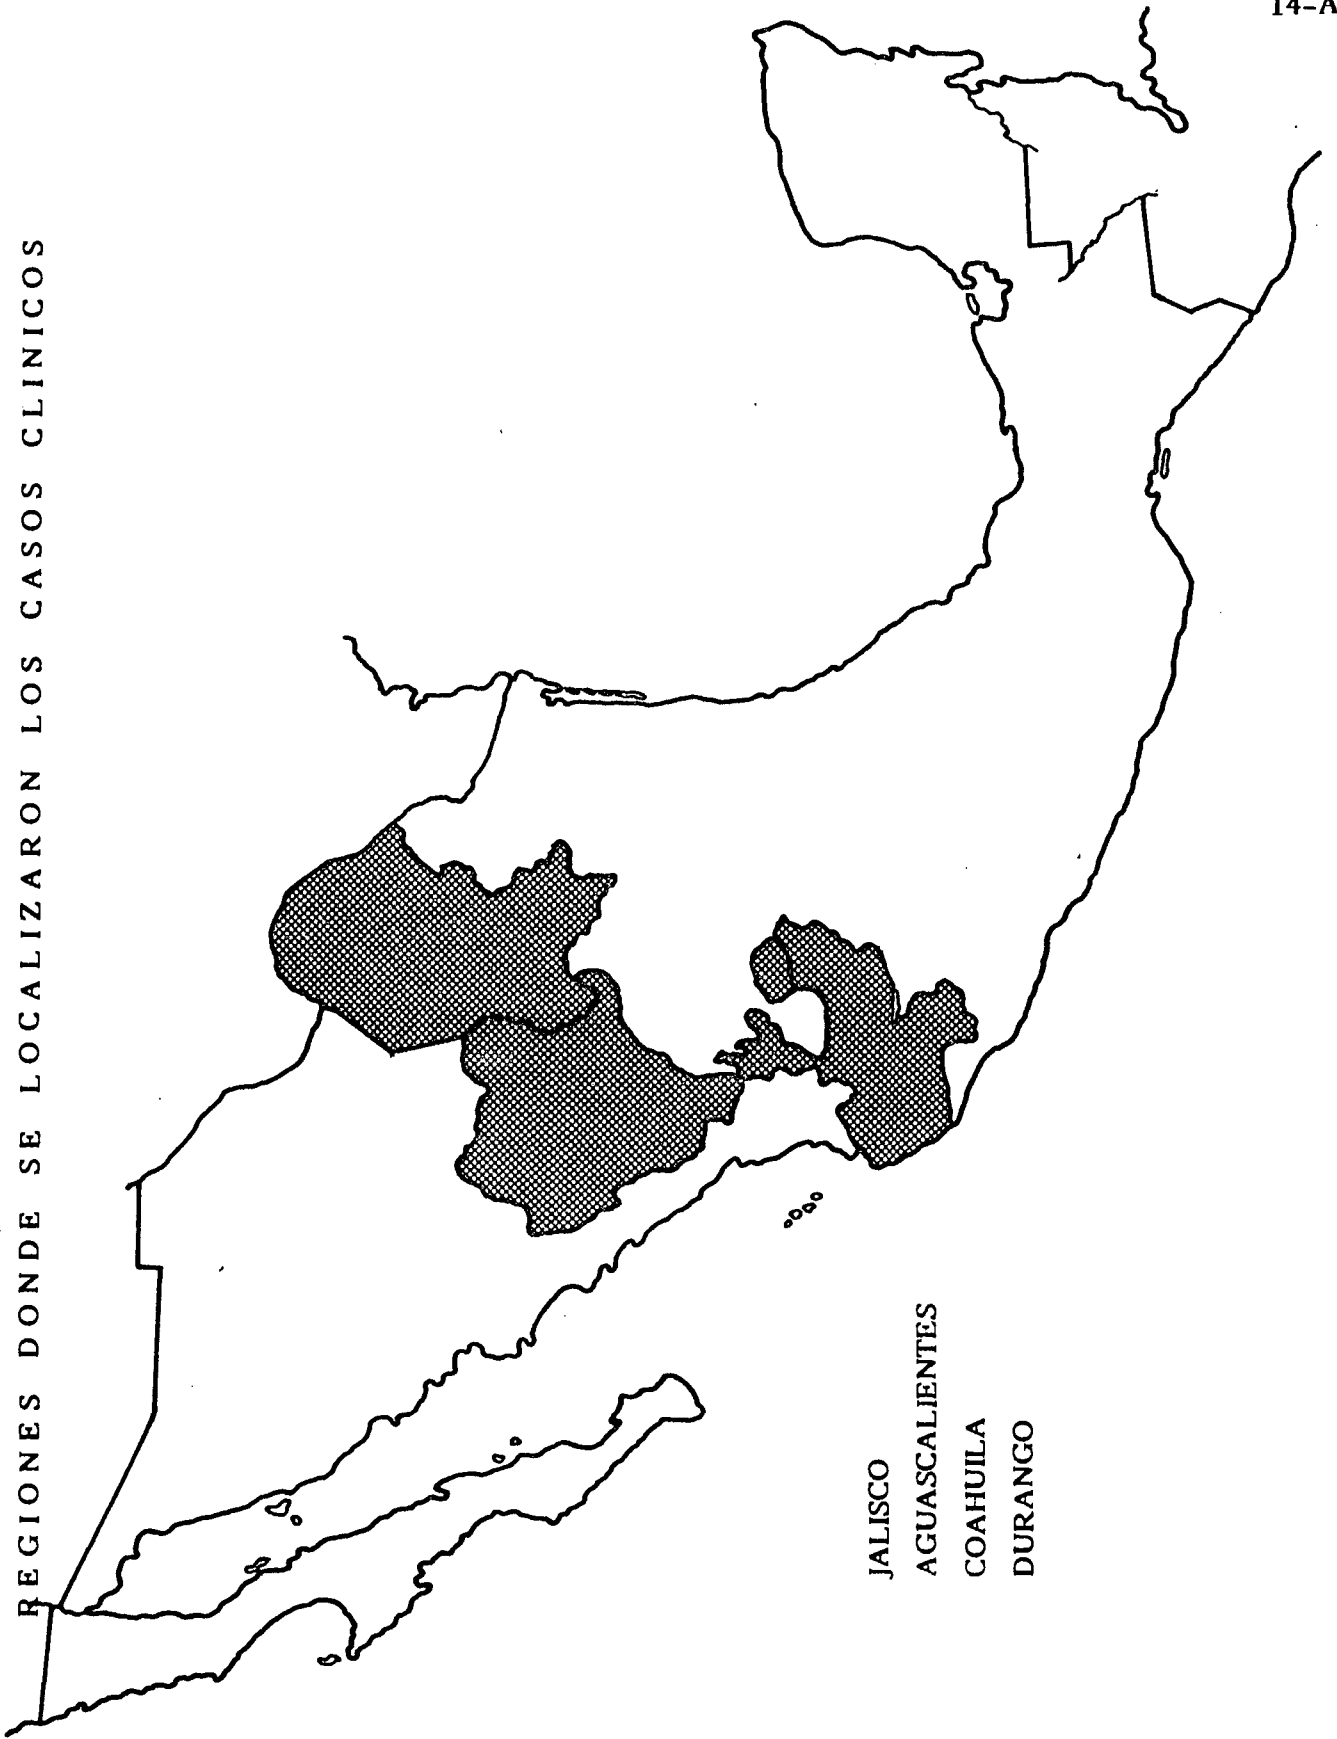 14-A
REGIONES DONDE SE LOCALIZARON LOS CASOS CLINICOS
JALISCO
AGUASCALIENTES
COAHUILA
DURANGO